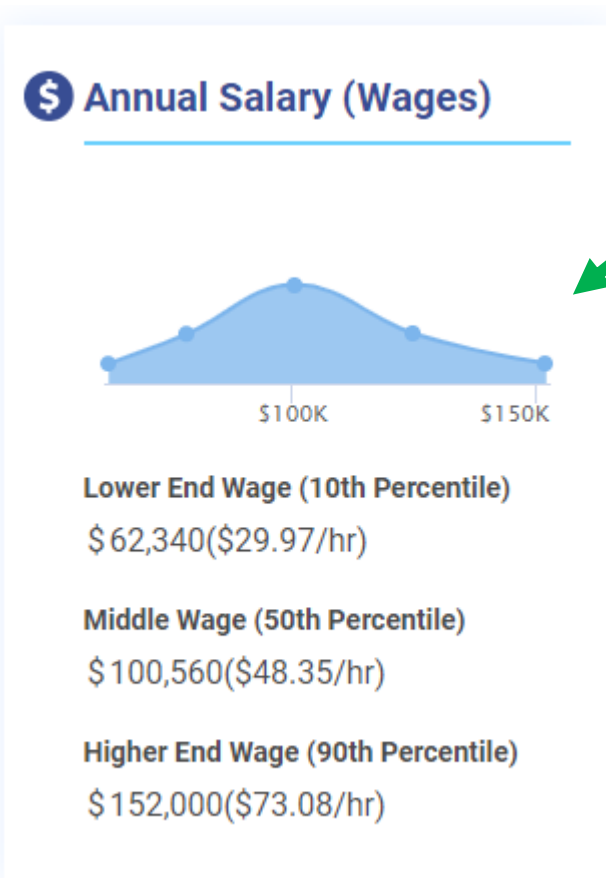 $ Annual Salary (Wages)
$100K $150K
Lower End Wage (10th Percentile)
$62,340($29.97/hr)
Middle Wage (50th Percentile)
$100,560($48.35/hr)
Higher End Wage (90th Percentile)
$152,000($73.08/hr)